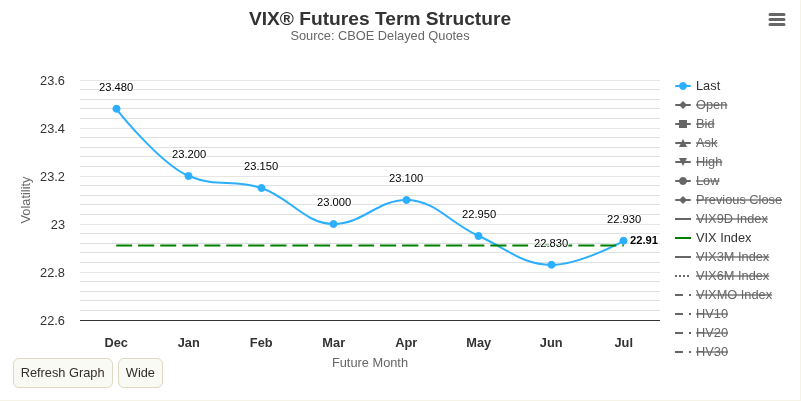 VIX® Futures Term Structure
Source: CBOE Delayed Quotes
23.6
23.4
23.2
23
22.8
22.6
Volatility
23.480
23.200
23.150
23.000
23.100
22.950
22.830
22.930
22.91
Dec Jan Feb Mar Apr May Jun Jul
Future Month
Last
Open
Bid
Ask
High
Low
Previous Close
VIX9D Index
VIX Index
VIX3M Index
VIX6M Index
VIXMO Index
HV10
HV20
HV30
Refresh Graph Wide